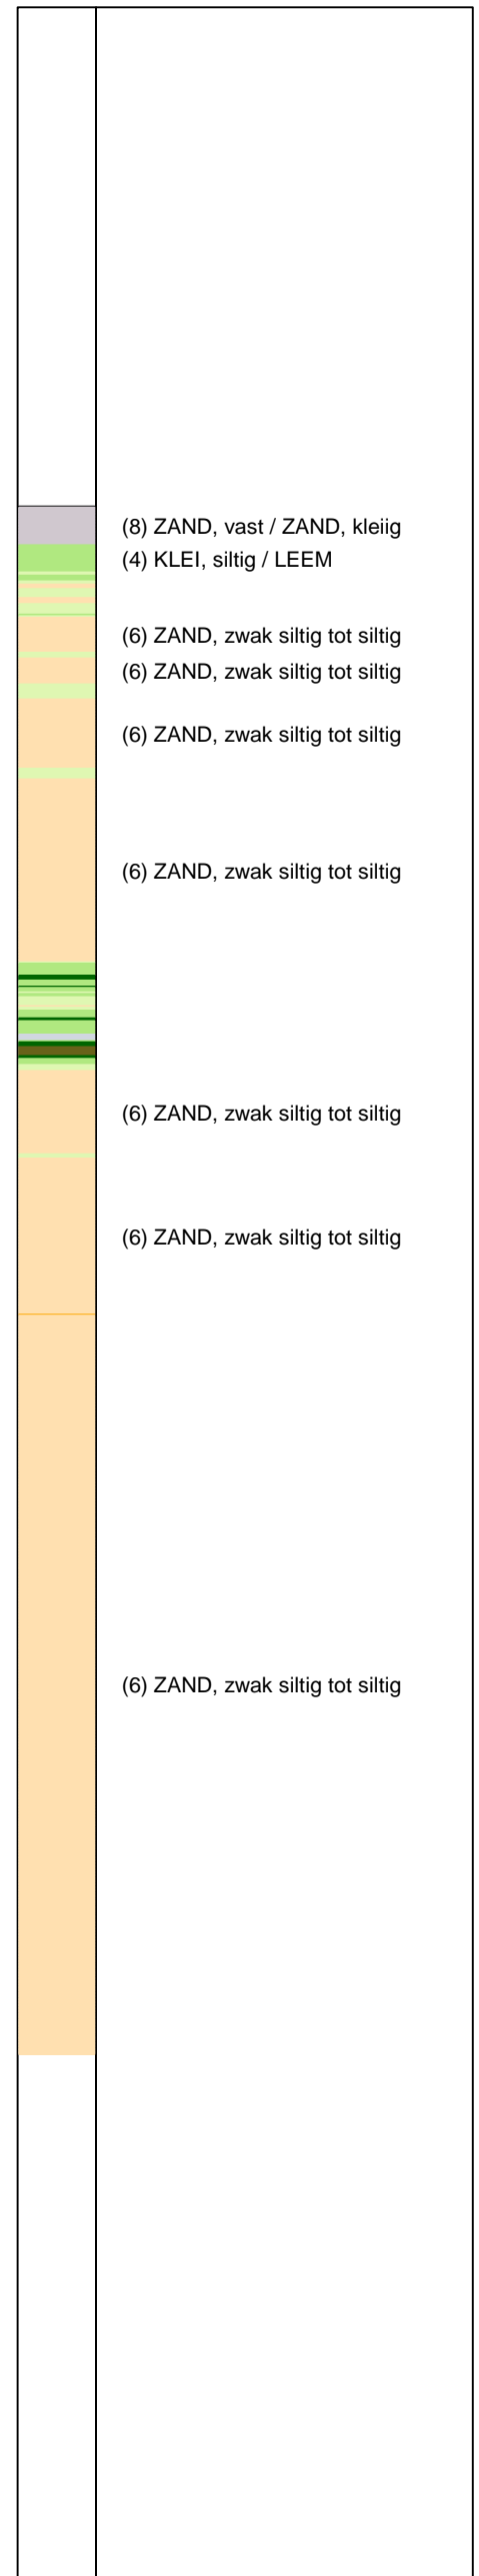 (8) ZAND, vast / ZAND, kleiig
(4) KLEI, siltig / LEEM
(6) ZAND, zwak siltig tot siltig
(6) ZAND, zwak siltig tot siltig
(6) ZAND, zwak siltig tot siltig
(6) ZAND, zwak siltig tot siltig
(6) ZAND, zwak siltig tot siltig
(6) ZAND, zwak siltig tot siltig
(6) ZAND, zwak siltig tot siltig